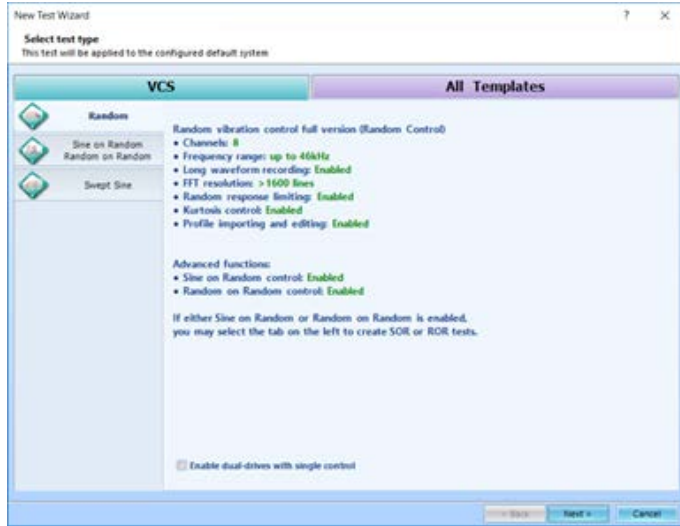 New Test Wizard
?
Select test type
This test will be applied to the configured default system
VCS
All Templates
Random
Sine on Random
Random on Random
Swept Sine
Random vibration control full version (Random Control)
• Channels: 8
• Frequency range: up to 46kHz
• Long waveform recording: Enabled
• FFT resolution: >1600 lines
• Random response limiting: Enabled
• Kurtosis control: Enabled
• Profile importing and editing: Enabled
Advanced functions:
• Sine on Random control: Enabled
• Random on Random control: Enabled
If either Sine on Random or Random on Random is enabled,
you may select the tab on the left to create SOR or ROR tests.
Enable dual-drives with single control
< Back
Next >
Cancel